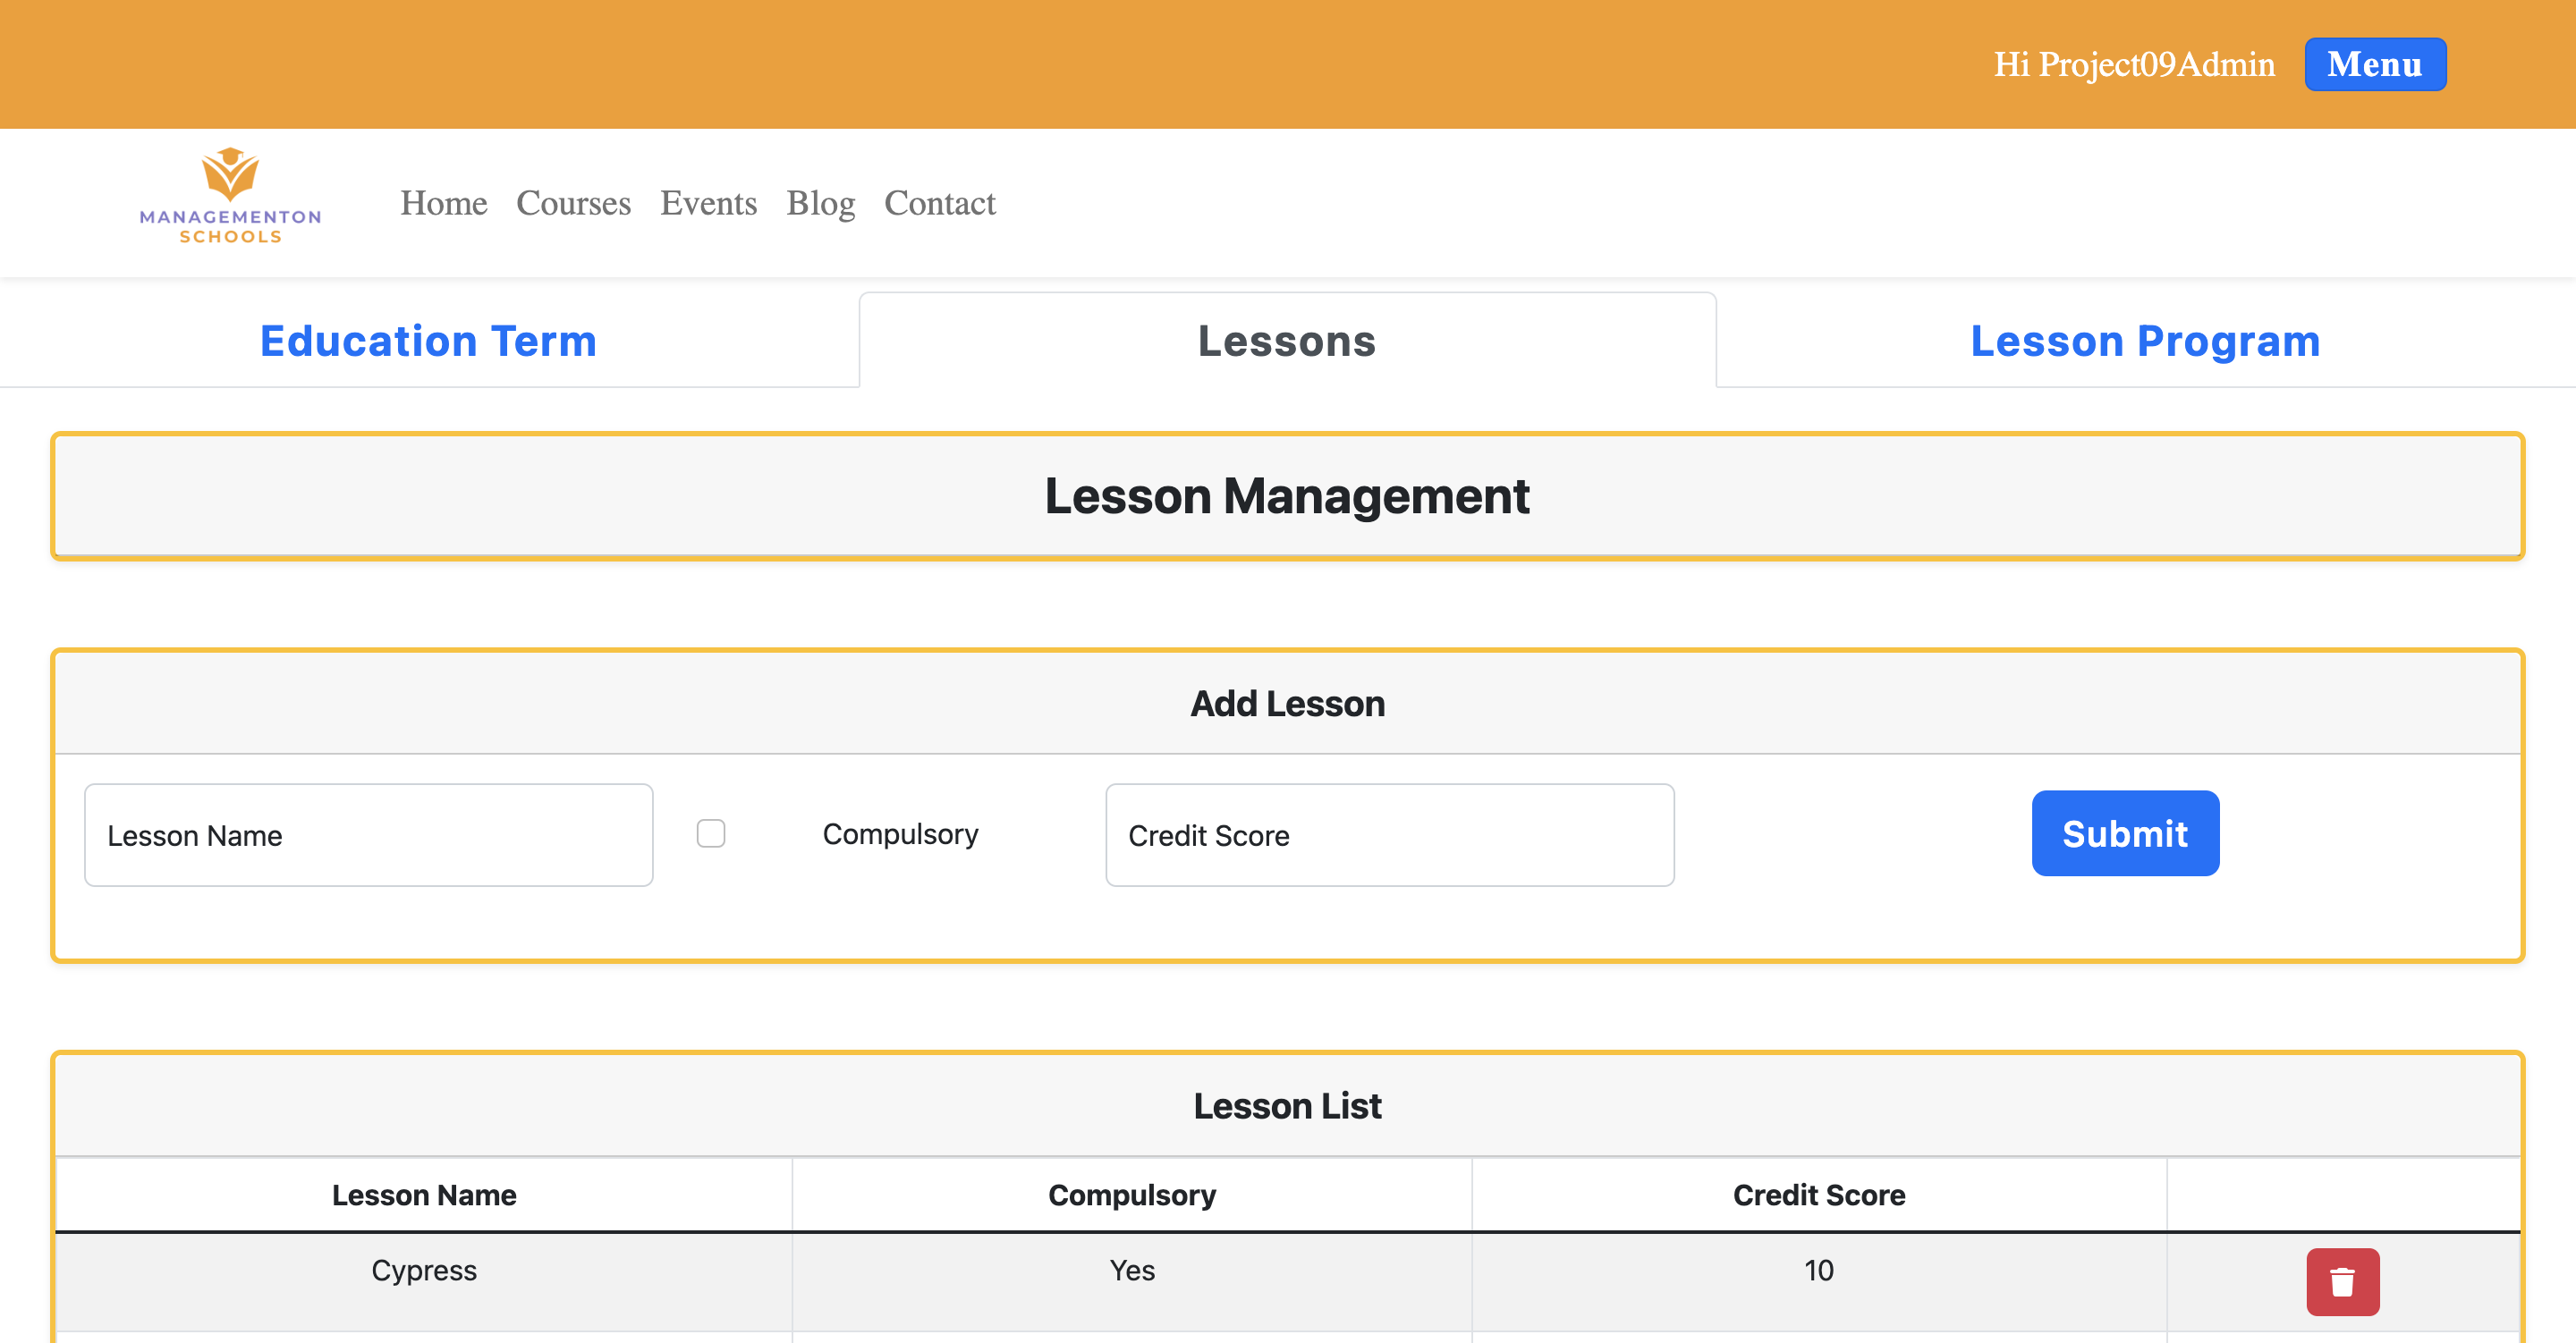 Hi Project09Admin Menu
MANAGEMENTON
SCHOOLS
Home Courses Events Blog Contact
Education Term Lessons Lesson Program
Lesson Management
Add Lesson
Lesson Name Compulsory Credit Score Submit
Lesson List
Lesson Name Compulsory Credit Score
Cypress Yes 10